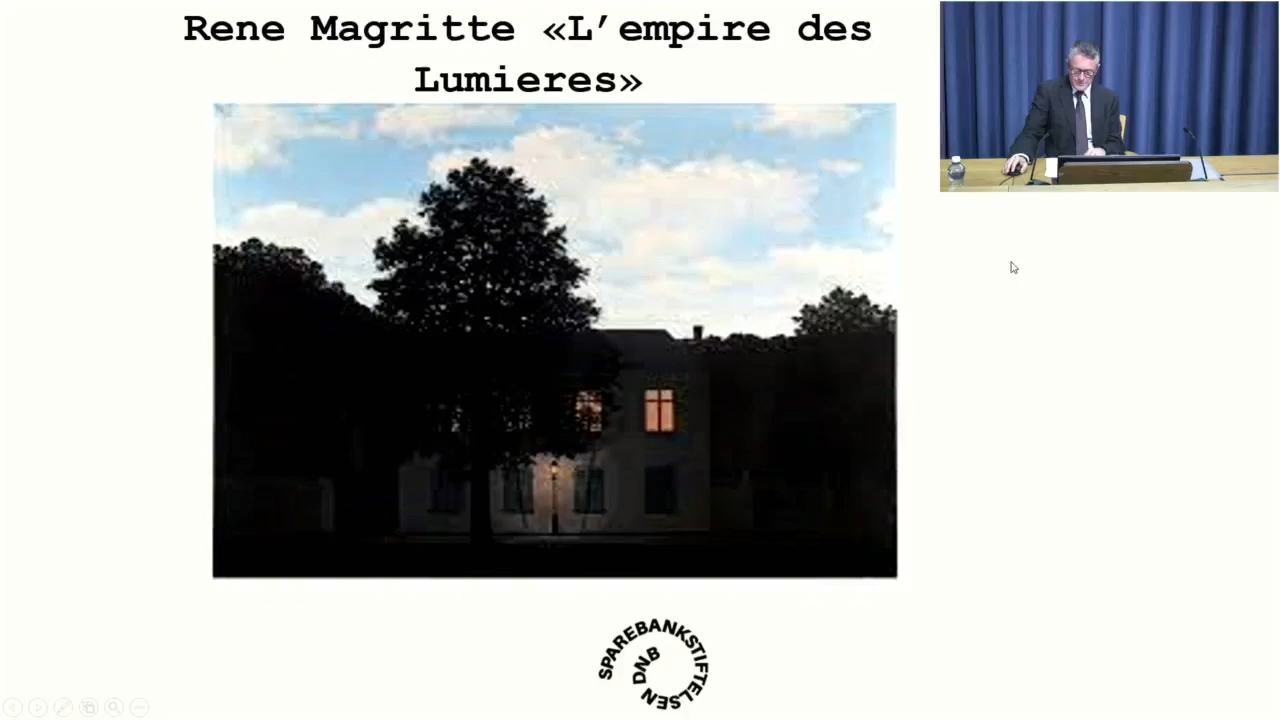 Rene Magritte «L’empire des
Lumieres»
SPAREBANKSTIFTELSEN DNB